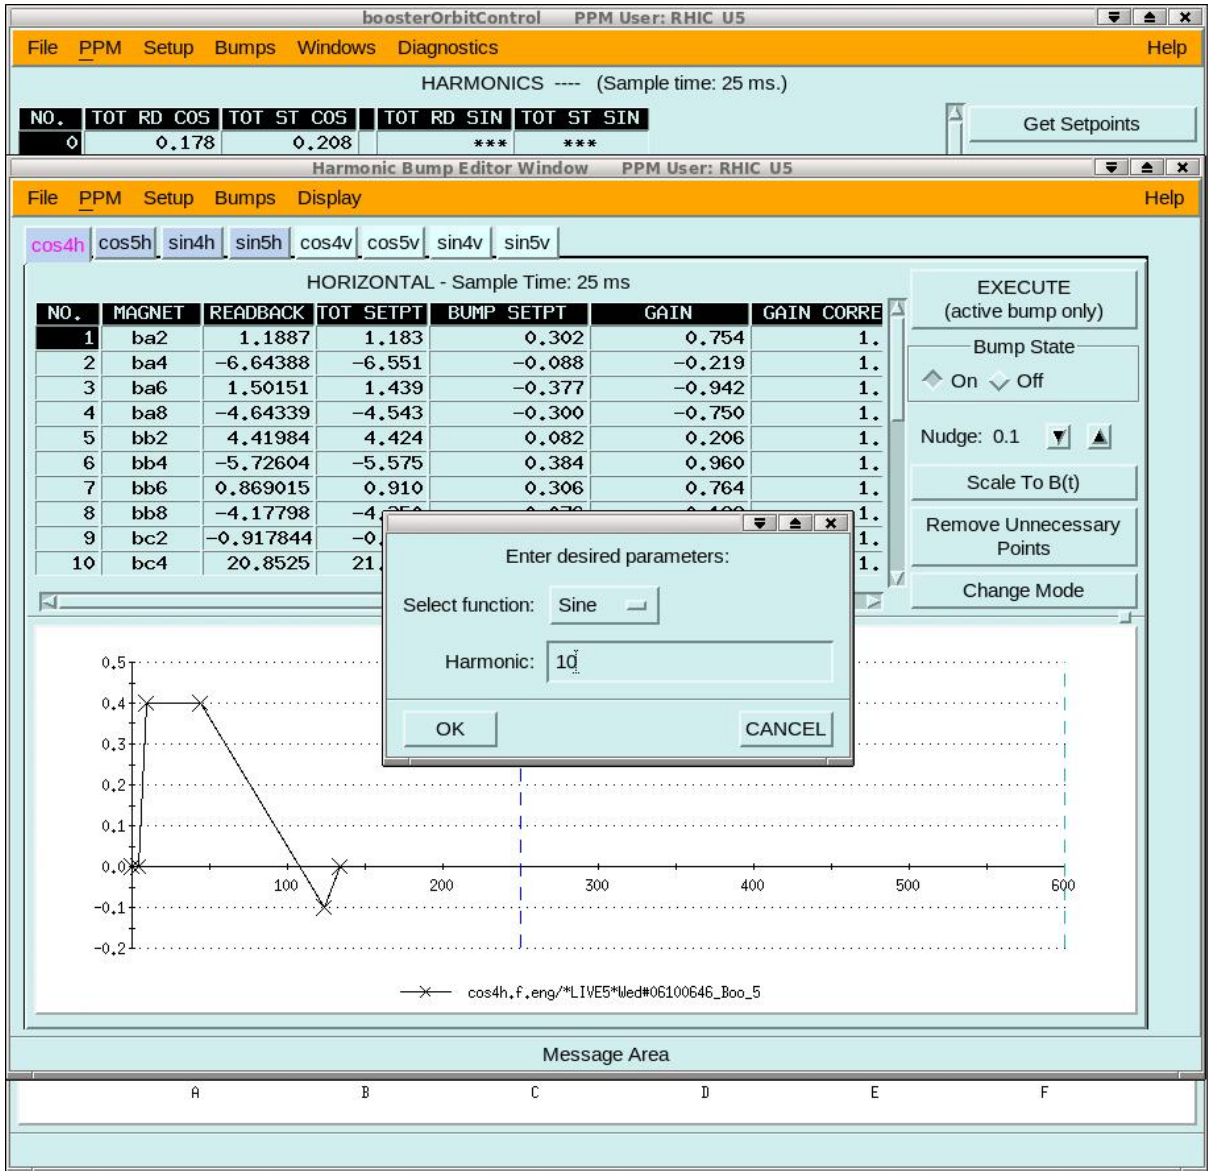 boosterOrbitControl PPM User: RHIC U5
File PPM Setup Bumps Windows Diagnostics Help
HARMONICS ---- (Sample time: 25 ms.)
NO. TOT RD COS TOT ST COS TOT RD SIN TOT ST SIN
0 0.178 0.208 *** ***
Get Setpoints
Harmonic Bump Editor Window PPM User: RHIC U5
File PPM Setup Bumps Display Help
cos4h cos5h sin4h sin5h cos4v cos5v sin4v sin5v
HORIZONTAL - Sample Time: 25 ms
NO. MAGNET READBACK TOT SETPT BUMP SETPT GAIN GAIN CORRE
1 ba2 1.1887 1.183 0.302 0.754 1.
2 ba4 -6.64388 -6.551 -0.088 -0.219 1.
3 ba6 1.50151 1.439 -0.377 -0.942 1.
4 ba8 -4.64339 -4.543 -0.300 -0.750 1.
5 bb2 4.41984 4.424 0.082 0.206 1.
6 bb4 -5.72604 -5.575 0.384 0.960 1.
7 bb6 0.869015 0.910 0.306 0.764 1.
8 bb8 -4.17798 1.
9 bc2 -0.917844 -0. 1.
10 bc4 20.8525 21. 1.
EXECUTE
(active bump only)
Bump State
On Off
Nudge: 0.1
Scale To B(t)
Remove Unnecessary
Points
Change Mode
Enter desired parameters:
Select function: Sine
Harmonic: 10
OK CANCEL
0.5
0.4
0.3
0.2
0.1
0.0
-0.1
-0.2
100 200 300 400 500 600
cos4h.f.eng/*LIVE5*Wed#06100646_Boo_5
Message Area
A B C D E F